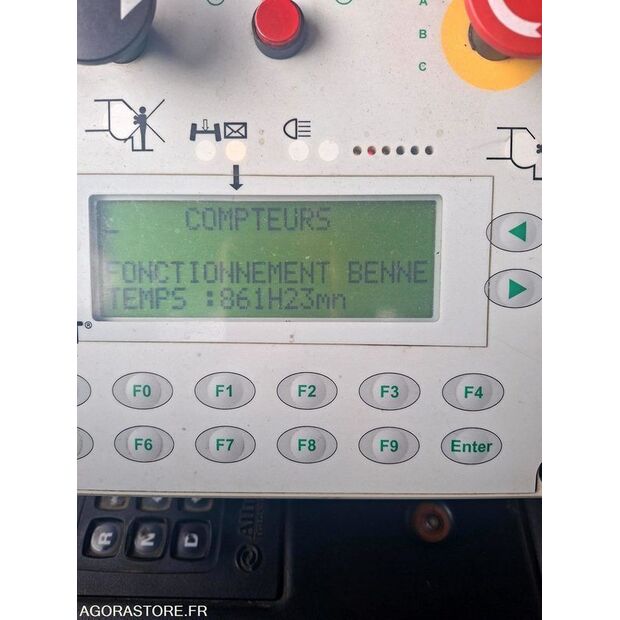 A
B
C
COMPTEURS
FONCTIONNEMENT BENNE
TEMPS :861H23mn
®
F0 F1 F2 F3 F4
F6 F7 F8 F9 Enter
R N D
AGORASTORE.FR